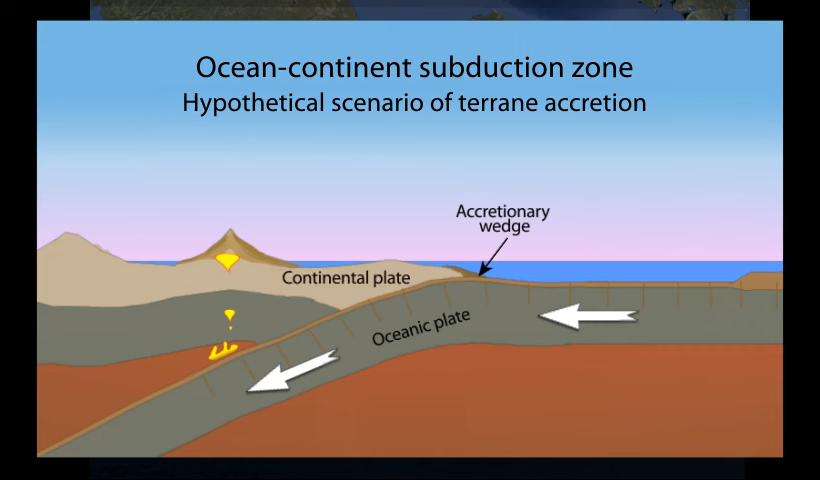 Ocean-continent subduction zone
Hypothetical scenario of terrane accretion
Accretionary
wedge
Continental plate
Oceanic plate